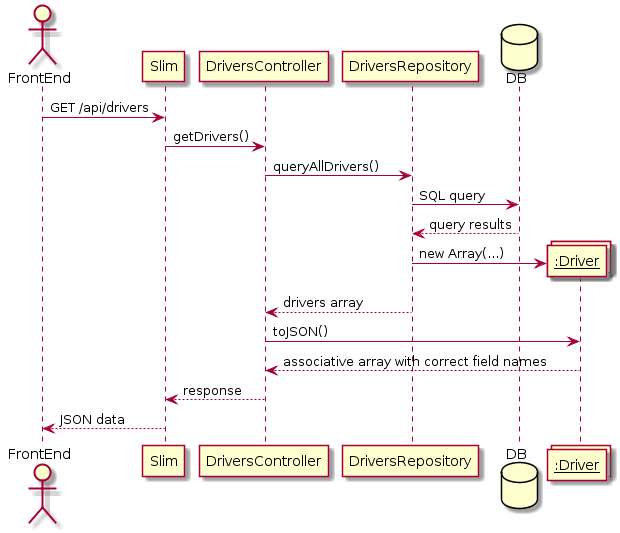 FrontEnd
Slim
DriversController
DriversRepository
DB
GET /api/drivers
getDrivers()
queryAllDrivers()
SQL query
query results
new Array(...)
:Driver
drivers array
toJSON()
associative array with correct field names
response
JSON data
FrontEnd
Slim
DriversController
DriversRepository
DB
:Driver